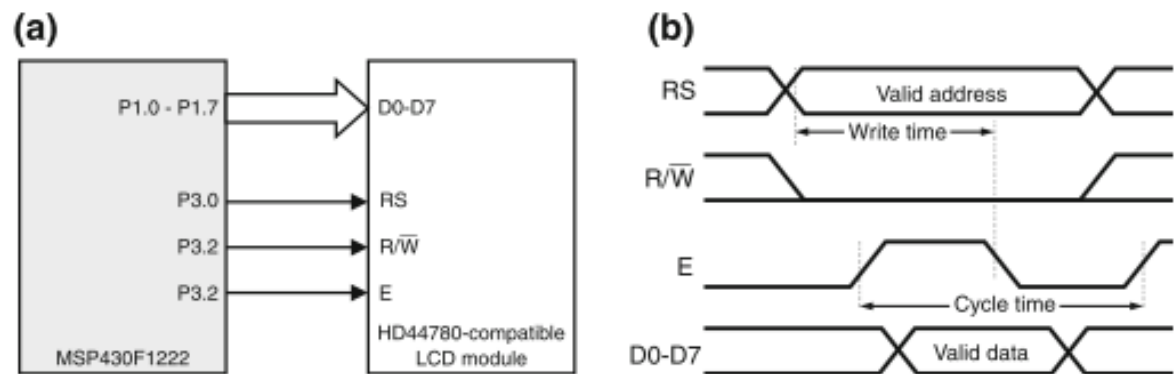 (a)
P1.0 - P1.7
D0-D7
P3.0
RS
P3.2
R/W̅
P3.2
E
MSP430F1222
HD44780-compatible
LCD module
(b)
RS
Valid address
Write time
R/W̅
E
Cycle time
D0-D7
Valid data